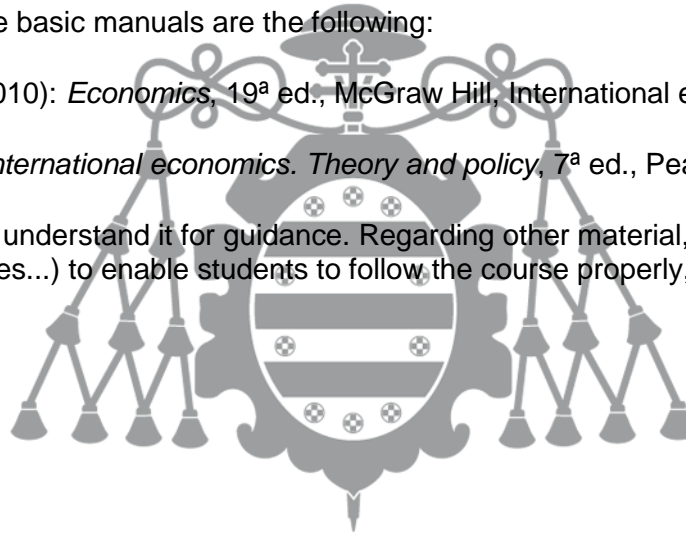 e basic manuals are the following:
010): Economics, 19ª ed., McGraw Hill, International e
nternational economics. Theory and policy, 7ª ed., Pea
understand it for guidance. Regarding other material,
es...) to enable students to follow the course properly,